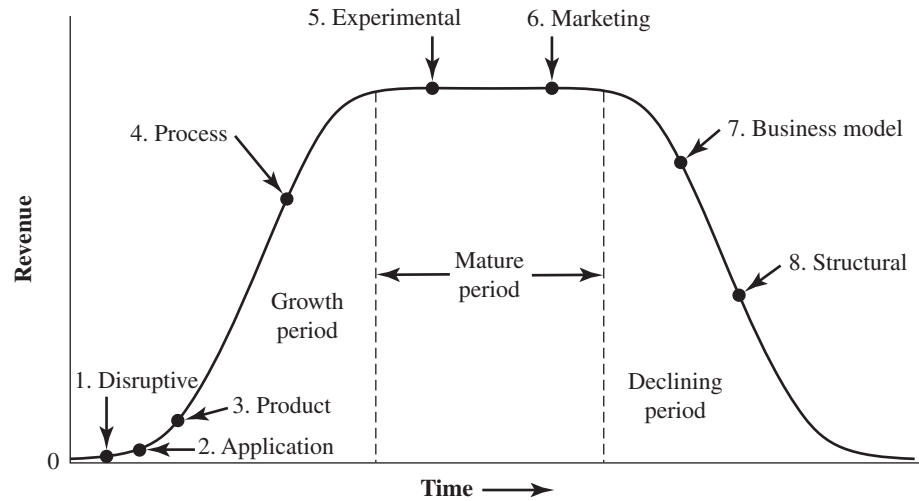 5. Experimental
6. Marketing
4. Process
7. Business model
Revenue
Mature
period
8. Structural
Growth
period
1. Disruptive
3. Product
Declining
period
2. Application
0
Time